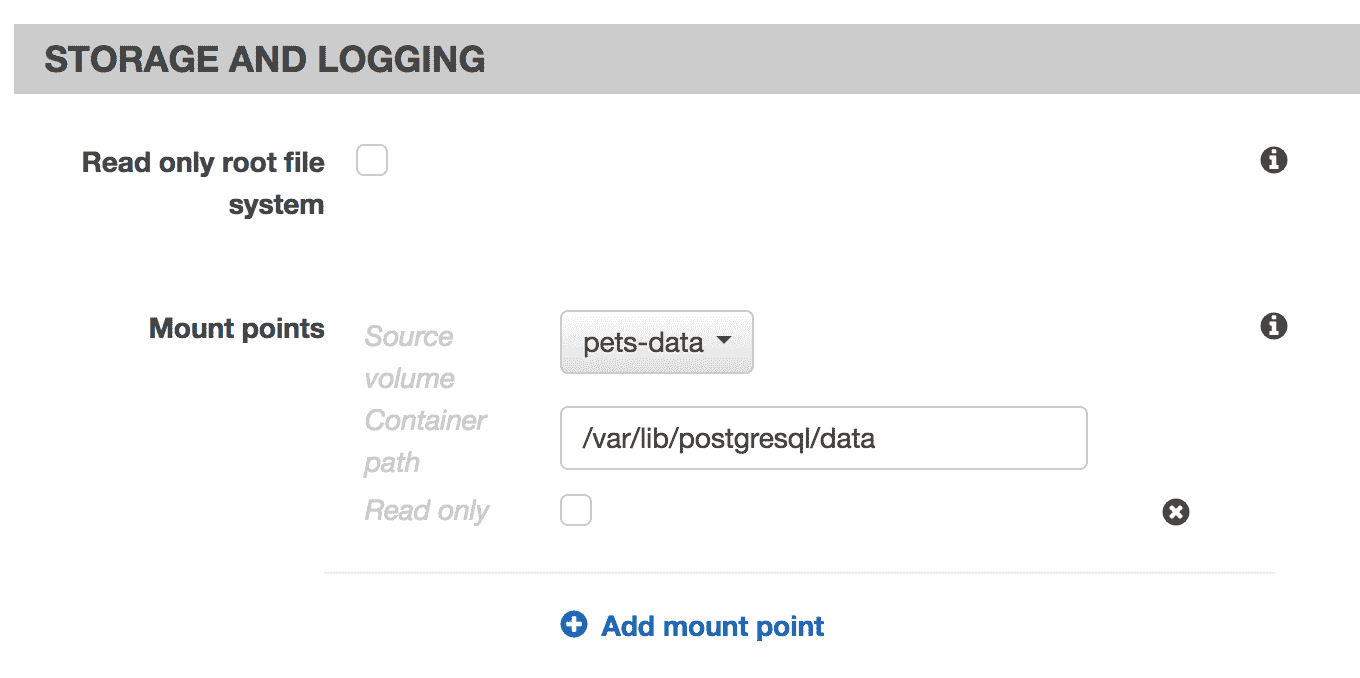 STORAGE AND LOGGING
Read only root file
system
Mount points
Source
volume
pets-data
Container
path
/var/lib/postgresql/data
Read only
Add mount point